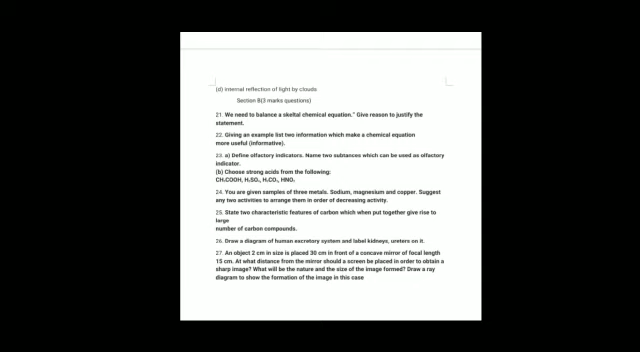 (d) internal reflection of light by clouds
Section B(3 marks questions)
21. We need to balance a skeltal chemical equation." Give reason to justify the
statement.
22. Giving an example list two information which make a chemical equation
more useful (informative).
23. a) Define olfactory indicators. Name two subtances which can be used as olfactory
indicator.
(b) Choose strong acids from the following:
CH₃COOH, H₂SO₄, H₂CO₃, HNO₃
24. You are given samples of three metals. Sodium, magnesium and copper. Suggest
any two activities to arrange them in order of decreasing activity.
25. State two characteristic features of carbon which when put together give rise to
large
number of carbon compounds.
26. Draw a diagram of human excretory system and label kidneys, ureters on it.
27. An object 2 cm in size is placed 30 cm in front of a concave mirror of focal length
15 cm. At what distance from the mirror should a screen be placed in order to obtain a
sharp image? What will be the nature and the size of the image formed? Draw a ray
diagram to show the formation of the image in this case